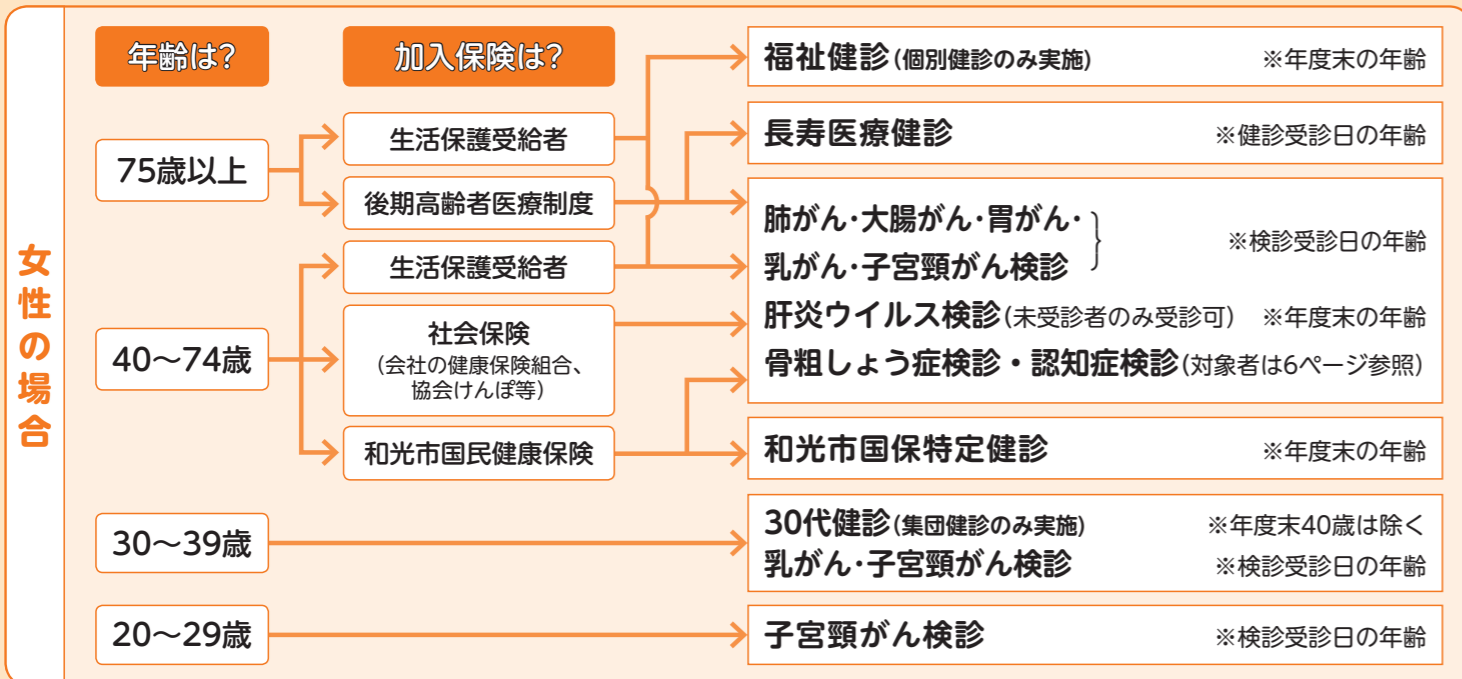 女性の場合
年齢は?
加入保険は?
75歳以上
生活保護受給者
後期高齢者医療制度
40〜74歳
生活保護受給者
社会保険
(会社の健康保険組合、
協会けんぽ等)
和光市国民健康保険
30〜39歳
20〜29歳
福祉健診(個別健診のみ実施) ※年度末の年齢
長寿医療健診 ※健診受診日の年齢
肺がん・大腸がん・胃がん・
乳がん・子宮頸がん検診 ※検診受診日の年齢
肝炎ウイルス検診(未受診者のみ受診可) ※年度末の年齢
骨粗しょう症検診・認知症検診(対象者は6ページ参照)
和光市国保特定健診 ※年度末の年齢
30代健診(集団健診のみ実施) ※年度末40歳は除く
乳がん・子宮頸がん検診 ※検診受診日の年齢
子宮頸がん検診 ※検診受診日の年齢